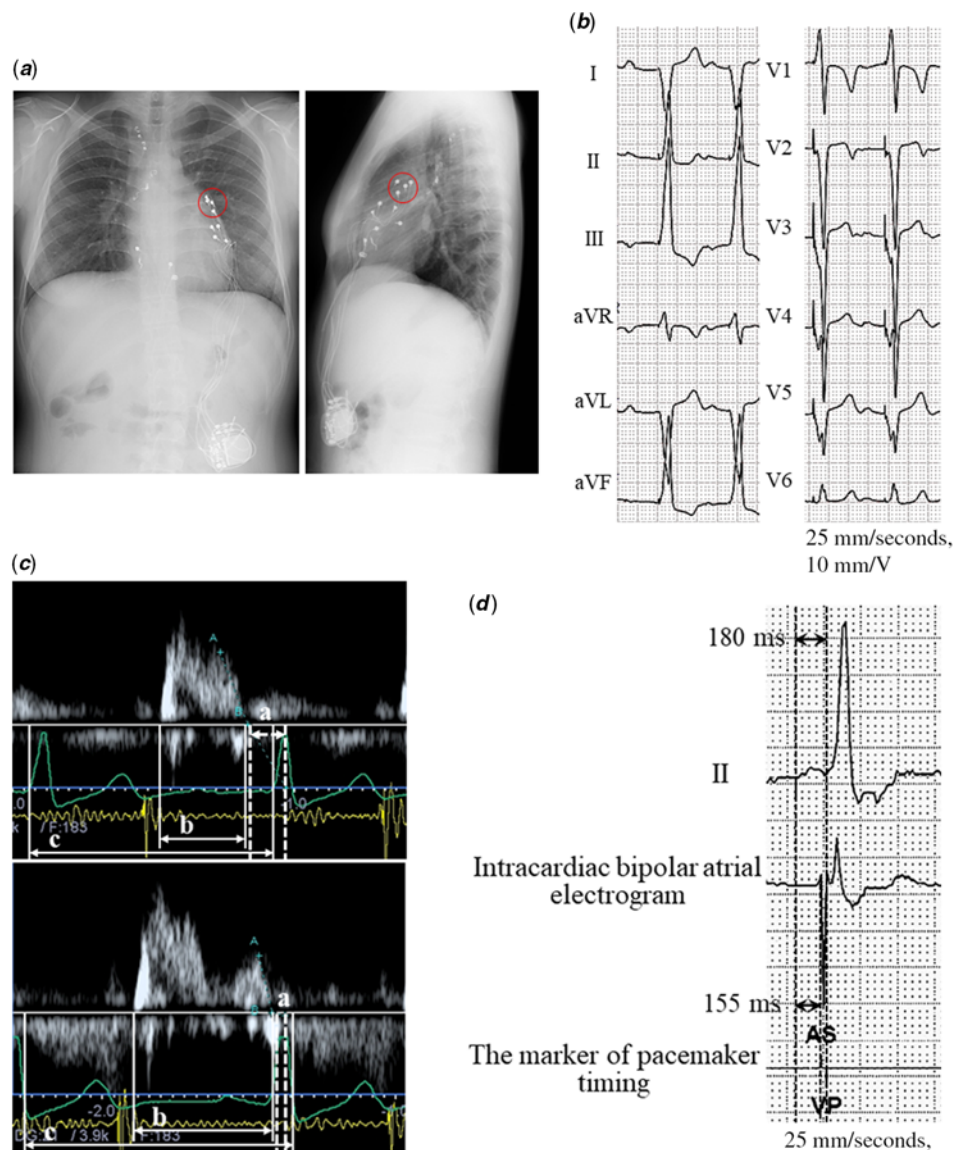 (a)
(b)
I
II
III
aVR
aVL
aVF
V1
V2
V3
V4
V5
V6
25 mm/seconds,
10 mm/V
(c)
A
B
a
b
c
/ F:185
-1.0
A
a
b
c
-2.0
/ 3.9k
F:183
(d)
180 ms
II
Intracardiac bipolar atrial
electrogram
155 ms
AS
The marker of pacemaker
timing
VP
25 mm/seconds,